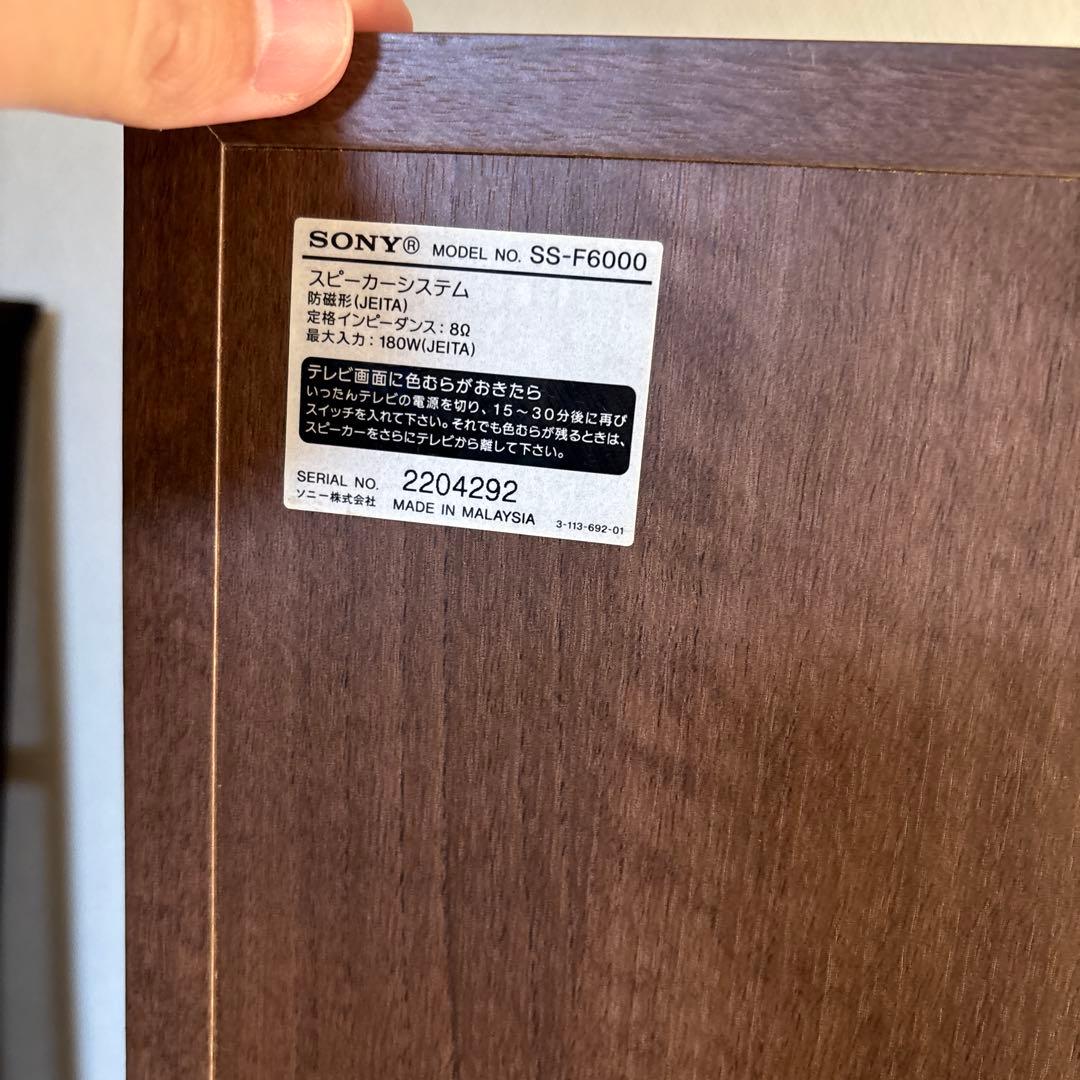 SONY® MODEL NO. SS-F6000
スピーカーシステム
防磁形(JEITA)
定格インピーダンス:8Ω
最大入力:180W(JEITA)
テレビ画面に色むらがおきたら
いったんテレビの電源を切り、15〜30分後に再び
スイッチを入れて下さい。それでも色むらが残るときは、
スピーカーをさらにテレビから離して下さい。
SERIAL NO. 2204292
ソニー株式会社 MADE IN MALAYSIA 3-113-692-01